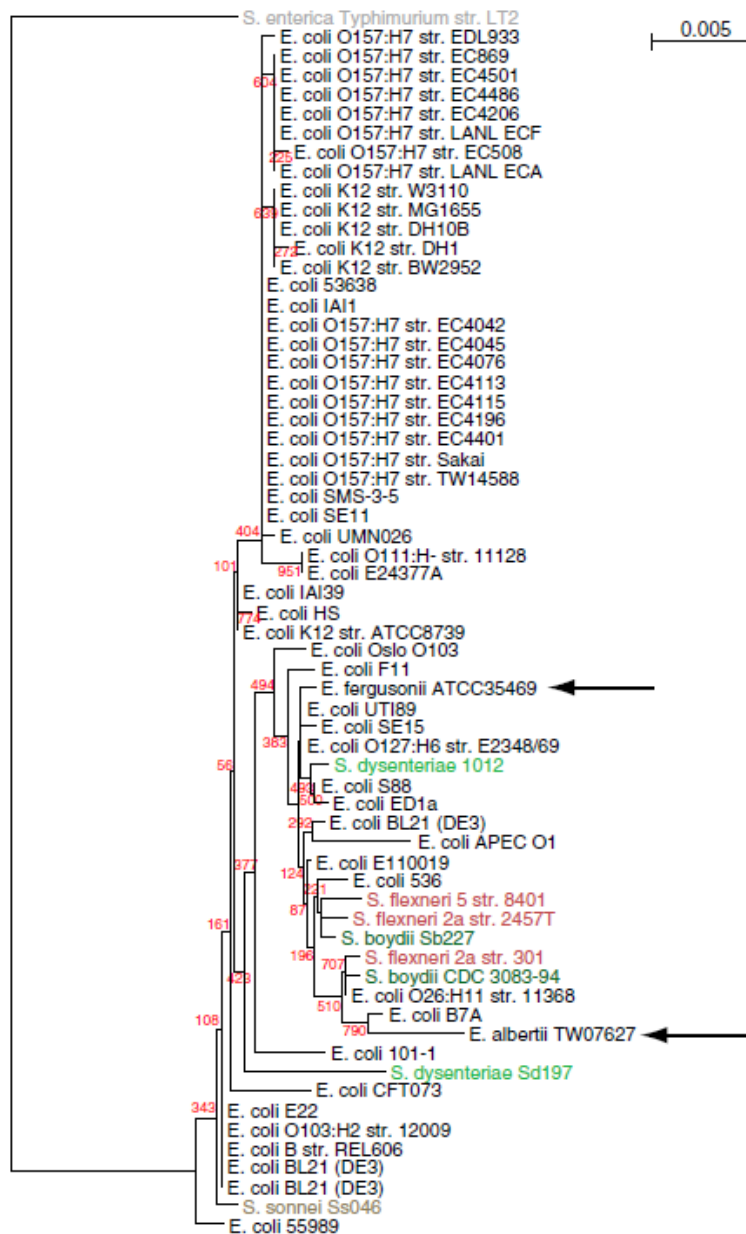 S. enterica Typhimurium str. LT2
0.005
E. coli O157:H7 str. EDL933
E. coli O157:H7 str. EC869
E. coli O157:H7 str. EC4501
604
E. coli O157:H7 str. EC4486
E. coli O157:H7 str. EC4206
E. coli O157:H7 str. LANL ECF
225
E. coli O157:H7 str. EC508
E. coli O157:H7 str. LANL ECA
E. coli K12 str. W3110
639
E. coli K12 str. MG1655
E. coli K12 str. DH10B
272
E. coli K12 str. DH1
E. coli K12 str. BW2952
E. coli 53638
E. coli IAI1
E. coli O157:H7 str. EC4042
E. coli O157:H7 str. EC4045
E. coli O157:H7 str. EC4076
E. coli O157:H7 str. EC4113
E. coli O157:H7 str. EC4115
E. coli O157:H7 str. EC4196
E. coli O157:H7 str. EC4401
E. coli O157:H7 str. Sakai
E. coli O157:H7 str. TW14588
E. coli SMS-3-5
E. coli SE11
404
E. coli UMN026
E. coli O111:H- str. 11128
101
951
E. coli E24377A
E. coli IAI39
774
E. coli HS
E. coli K12 str. ATCC8739
E. coli Oslo O103
E. coli F11
494
E. fergusonii ATCC35469
E. coli UTI89
E. coli SE15
383
E. coli O127:H6 str. E2348/69
56
S. dysenteriae 1012
493
E. coli S88
500
E. coli ED1a
292
E. coli BL21 (DE3)
E. coli APEC O1
377
124
E. coli E110019
221
E. coli 536
S. flexneri 5 str. 8401
87
S. flexneri 2a str. 2457T
161
S. boydii Sb227
196
707
S. flexneri 2a str. 301
423
S. boydii CDC 3083-94
510
E. coli O26:H11 str. 11368
108
E. coli B7A
790
E. albertii TW07627
E. coli 101-1
S. dysenteriae Sd197
E. coli CFT073
343
E. coli E22
E. coli O103:H2 str. 12009
E. coli B str. REL606
E. coli BL21 (DE3)
E. coli BL21 (DE3)
S. sonnei Ss046
E. coli 55989